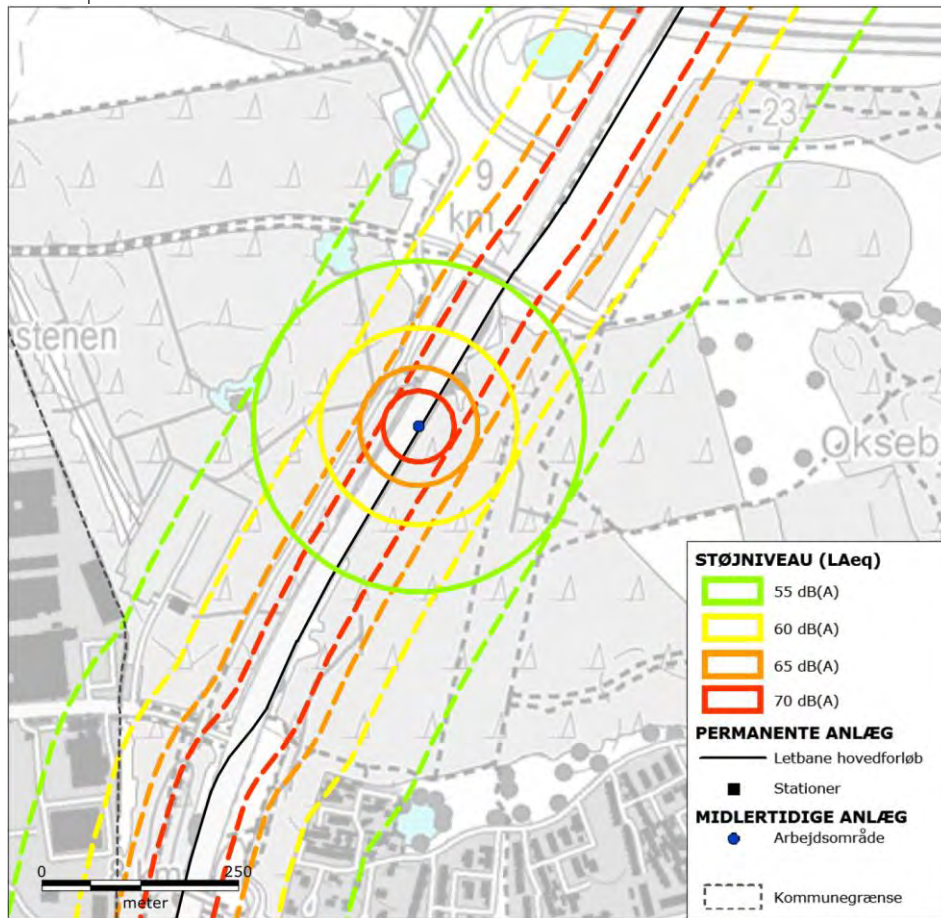 23
9
km
stenen
Okseb
STØJNIVEAU (LAeq)
55 dB(A)
60 dB(A)
65 dB(A)
70 dB(A)
PERMANENTE ANLÆG
Letbane hovedforløb
Stationer
MIDLERTIDIGE ANLÆG
Arbejdsområde
Kommunegrænse
0 250
meter